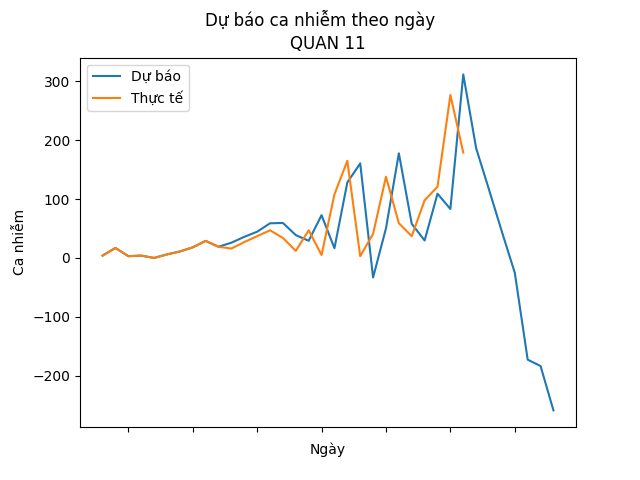 Dự báo ca nhiễm theo ngày
QUAN 11
Dự báo
Thực tế
300
200
100
0
−100
−200
Ca nhiễm
Ngày